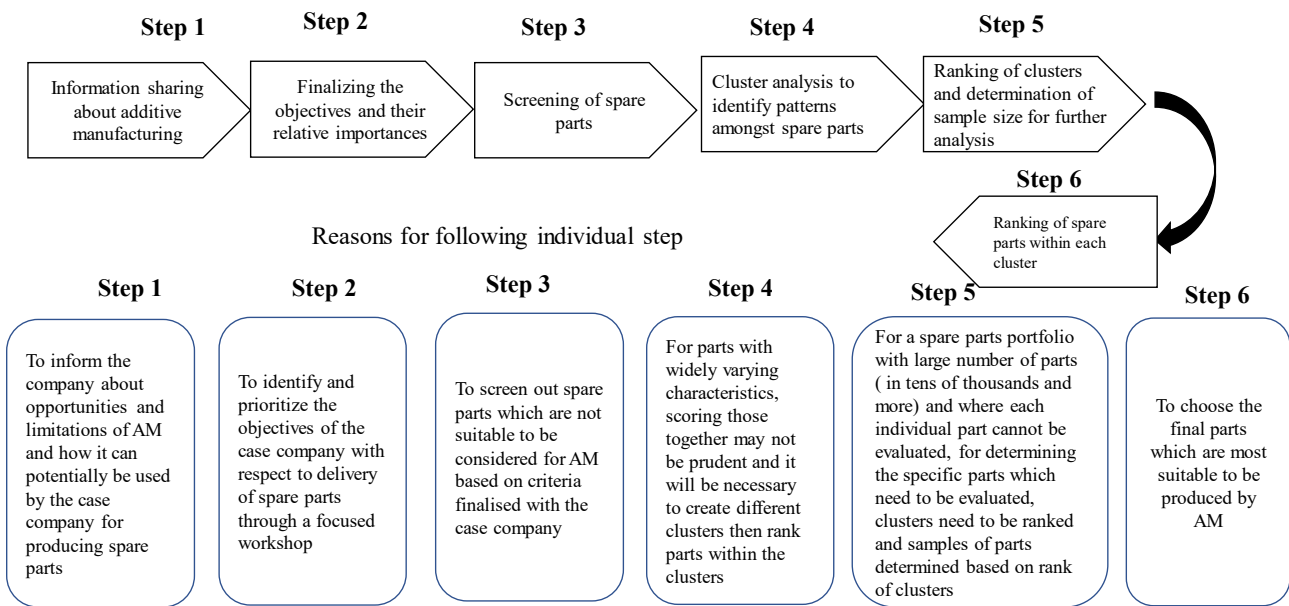 Step 1
Step 2
Step 3
Step 4
Step 5
Information sharing
about additive
manufacturing
Finalizing the
objectives and their
relative importances
Screening of spare
parts
Cluster analysis to
identify patterns
amongst spare parts
Ranking of clusters
and determination of
sample size for further
analysis
Step 6
Ranking of spare
parts within each
cluster
Reasons for following individual step
Step 1
Step 2
Step 3
Step 4
Step 5
Step 6
To inform the
company about
opportunities and
limitations of AM
and how it can
potentially be used
by the case
company for
producing spare
parts
To identify and
prioritize the
objectives of the
case company with
respect to delivery
of spare parts
through a focused
workshop
To screen out spare
parts which are not
suitable to be
considered for AM
based on criteria
finalised with the
case company
For parts with
widely varying
characteristics,
scoring those
together may not
be prudent and it
will be necessary
to create different
clusters then rank
parts within the
clusters
For a spare parts portfolio
with large number of parts
( in tens of thousands and
more) and where each
individual part cannot be
evaluated, for determining
the specific parts which
need to be evaluated,
clusters need to be ranked
and samples of parts
determined based on rank
of clusters
To choose the
final parts
which are most
suitable to be
produced by
AM